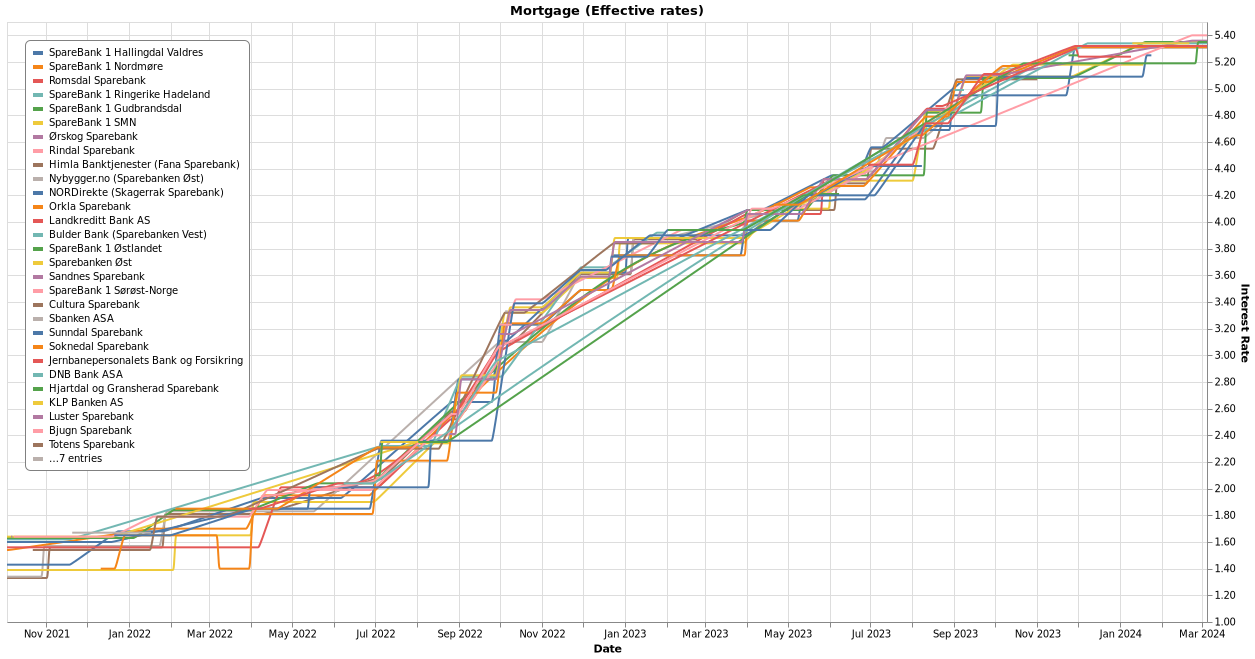 Mortgage (Effective rates)
SpareBank 1 Hallingdal Valdres
SpareBank 1 Nordmøre
Romsdal Sparebank
SpareBank 1 Ringerike Hadeland
SpareBank 1 Gudbrandsdal
SpareBank 1 SMN
Ørskog Sparebank
Rindal Sparebank
Himla Banktjenester (Fana Sparebank)
Nybygger.no (Sparebanken Øst)
NORDirekte (Skagerrak Sparebank)
Orkla Sparebank
Landkreditt Bank AS
Bulder Bank (Sparebanken Vest)
SpareBank 1 Østlandet
Sparebanken Øst
Sandnes Sparebank
SpareBank 1 Sørøst-Norge
Cultura Sparebank
Sbanken ASA
Sunndal Sparebank
Soknedal Sparebank
Jernbanepersonalets Bank og Forsikring
DNB Bank ASA
Hjartdal og Gransherad Sparebank
KLP Banken AS
Luster Sparebank
Bjugn Sparebank
Totens Sparebank
...7 entries
5.40
5.20
5.00
4.80
4.60
4.40
4.20
4.00
3.80
3.60
3.40
3.20
3.00
2.80
2.60
2.40
2.20
2.00
1.80
1.60
1.40
1.20
1.00
Interest Rate
Nov 2021 Jan 2022 Mar 2022 May 2022 Jul 2022 Sep 2022 Nov 2022 Jan 2023 Mar 2023 May 2023 Jul 2023 Sep 2023 Nov 2023 Jan 2024 Mar 2024
Date